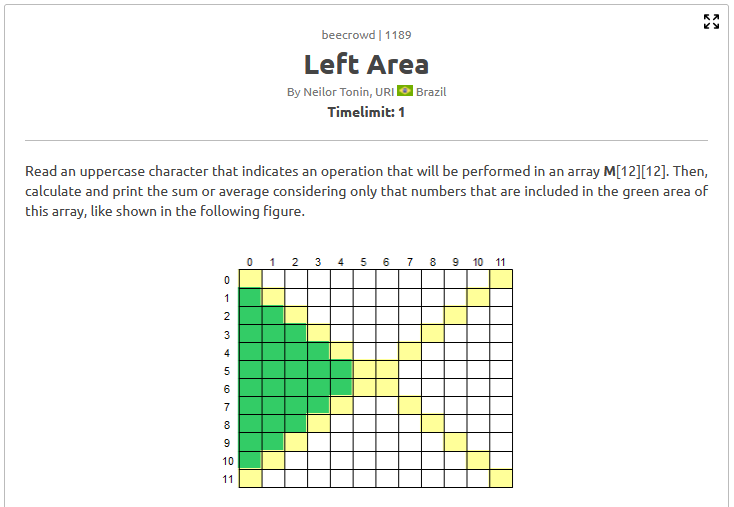 beecrowd | 1189
Left Area
By Neilor Tonin, URI Brazil
Timelimit: 1
Read an uppercase character that indicates an operation that will be performed in an array M[12][12]. Then,
calculate and print the sum or average considering only that numbers that are included in the green area of
this array, like shown in the following figure.
0 1 2 3 4 5 6 7 8 9 10 11
0
1
2
3
4
5
6
7
8
9
10
11